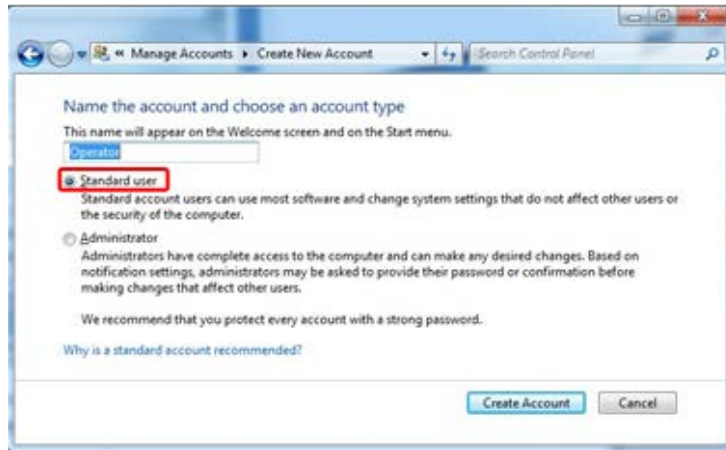 « Manage Accounts ▸ Create New Account
Search Control Panel
Name the account and choose an account type
This name will appear on the Welcome screen and on the Start menu.
Operator
Standard user
Standard account users can use most software and change system settings that do not affect other users or
the security of the computer.
Administrator
Administrators have complete access to the computer and can make any desired changes. Based on
notification settings, administrators may be asked to provide their password or confirmation before
making changes that affect other users.
We recommend that you protect every account with a strong password.
Why is a standard account recommended?
Create Account
Cancel